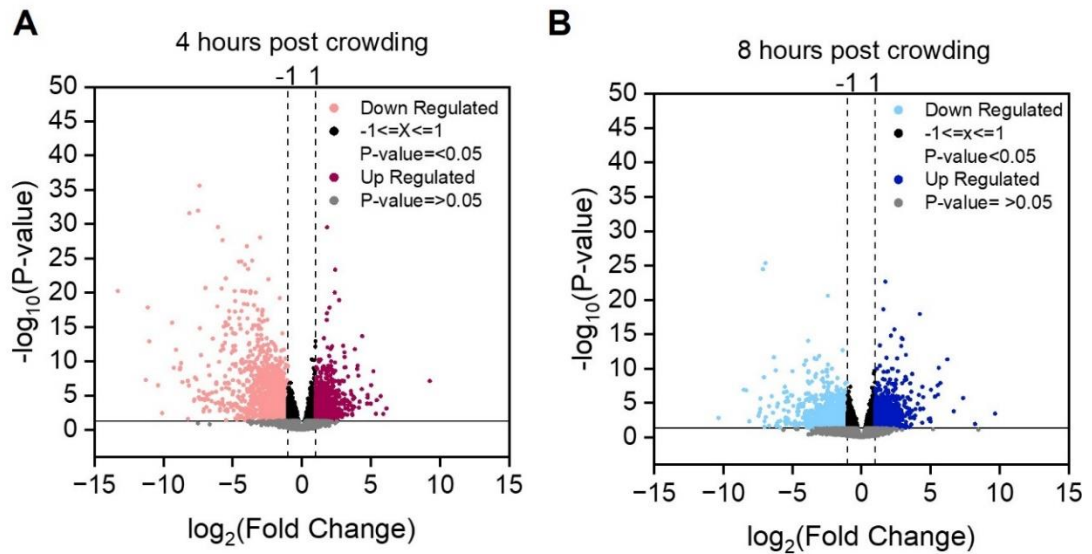 A
4 hours post crowding
-1 1
50
45
40
35
30
25
20
15
10
5
0
-log10(P-value)
Down Regulated
-1<=X<=1
P-value=<0.05
Up Regulated
P-value=>0.05
−15 −10 −5 0 5 10 15
log2(Fold Change)
B
8 hours post crowding
-1 1
50
45
40
35
30
25
20
15
10
5
0
-log10(P-value)
Down Regulated
-1<=x<=1
P-value<0.05
Up Regulated
P-value= >0.05
−15 −10 −5 0 5 10 15
log2(Fold Change)